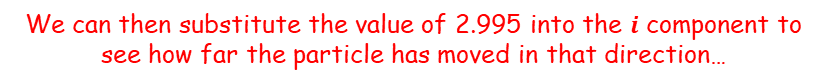 We can then substitute the value of 2.995 into the i component to
see how far the particle has moved in that direction…